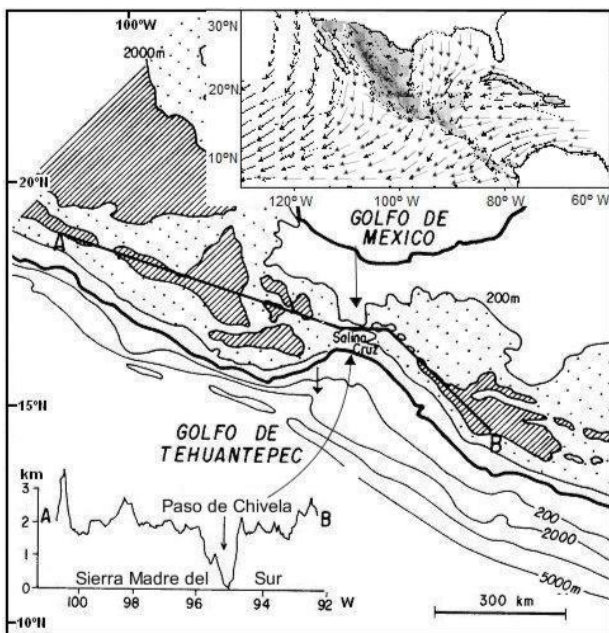 100°W
2000m
30°N
20°N
10°N
120°W 100°W 80°W 60°W
20°N
GOLFO DE
MEXICO
A
200m
Salina
Cruz
15°N
GOLFO DE
TEHUANTEPEC
B
km
3
A
Paso de Chivela
B
2
1
Sierra Madre del Sur
0
100 98 96 94 92 W
200
2000
5000m
300 km
10°N